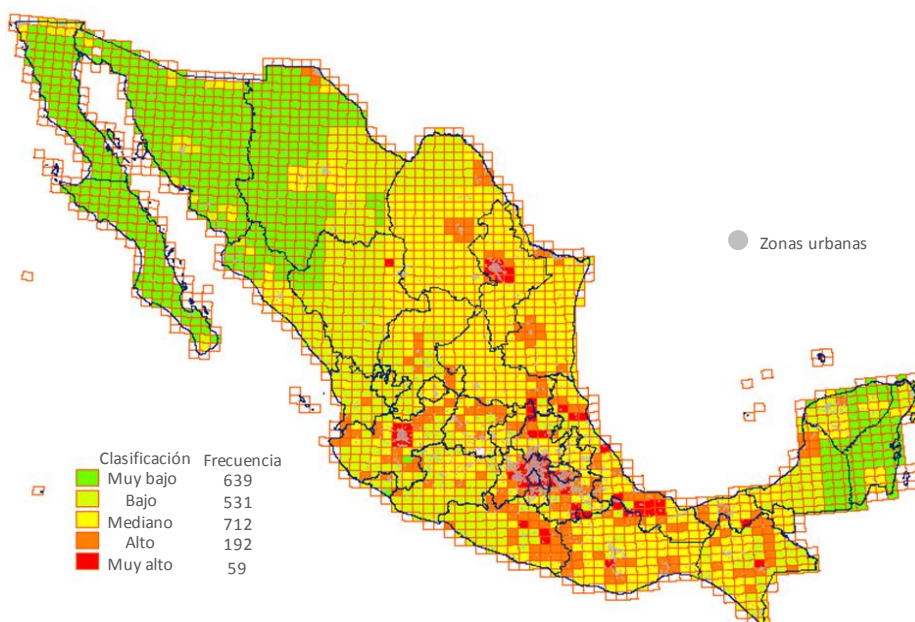 Zonas urbanas
Clasificación Frecuencia
Muy bajo 639
Bajo 531
Mediano 712
Alto 192
Muy alto 59